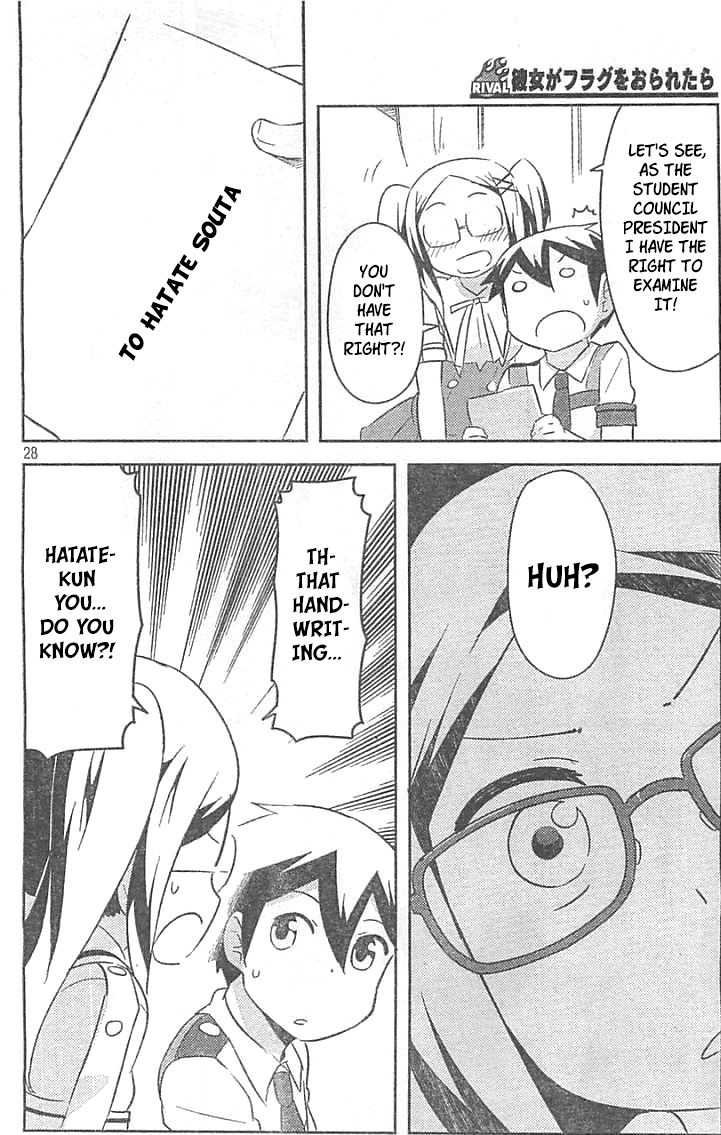 RIVAL 彼女がフラグをおられたら
LET'S SEE,
AS THE
STUDENT
COUNCIL
PRESIDENT
I HAVE THE
RIGHT TO
EXAMINE
IT!
YOU
DON'T
HAVE
THAT
RIGHT?!
TO HATATE SOUTA
28
HUH?
TH-
THAT
HAND-
WRIT-
ING...
HATATE-
KUN
YOU...
DO YOU
KNOW?!